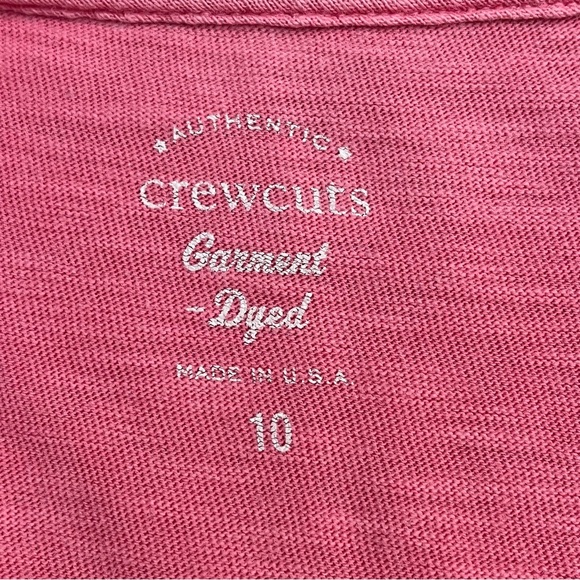 AUTHENTIC
crewcuts
Garment
-Dyed
MADE IN U.S.A.
10